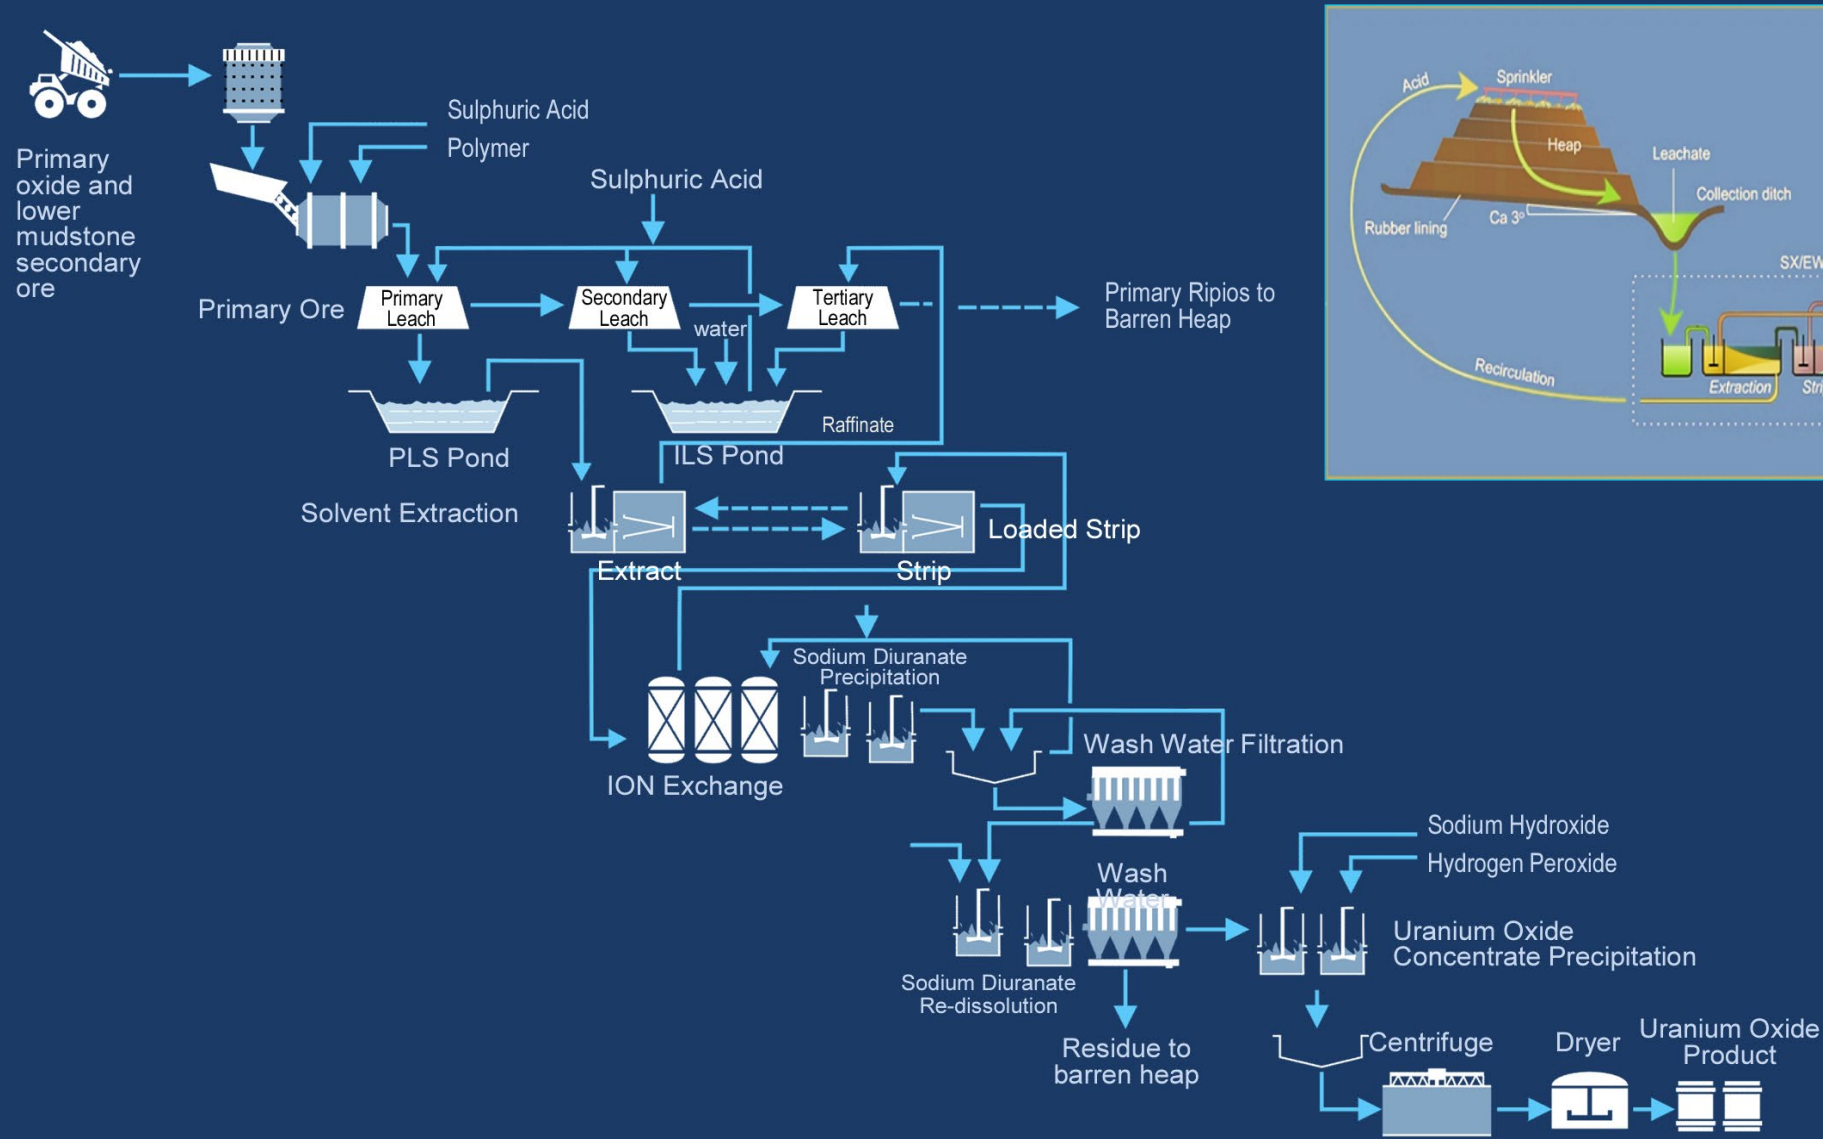 Primary
oxide and
lower
mudstone
secondary
ore
Sulphuric Acid
Polymer
Sulphuric Acid
Primary Ore
Primary
Leach
Secondary
Leach
Tertiary
Leach
water
Primary Ripios to
Barren Heap
PLS Pond
ILS Pond
Raffinate
Solvent Extraction
Extract
Strip
Loaded Strip
Sodium Diuranate
Precipitation
ION Exchange
Wash Water Filtration
Wash
Water
Sodium Diuranate
Re-dissolution
Residue to
barren heap
Sodium Hydroxide
Hydrogen Peroxide
Uranium Oxide
Concentrate Precipitation
Centrifuge
Dryer
Uranium Oxide
Product
Acid
Sprinkler
Heap
Leachate
Collection ditch
Rubber lining
Ca 3°
SX/EW
Recirculation
Extraction
Stri